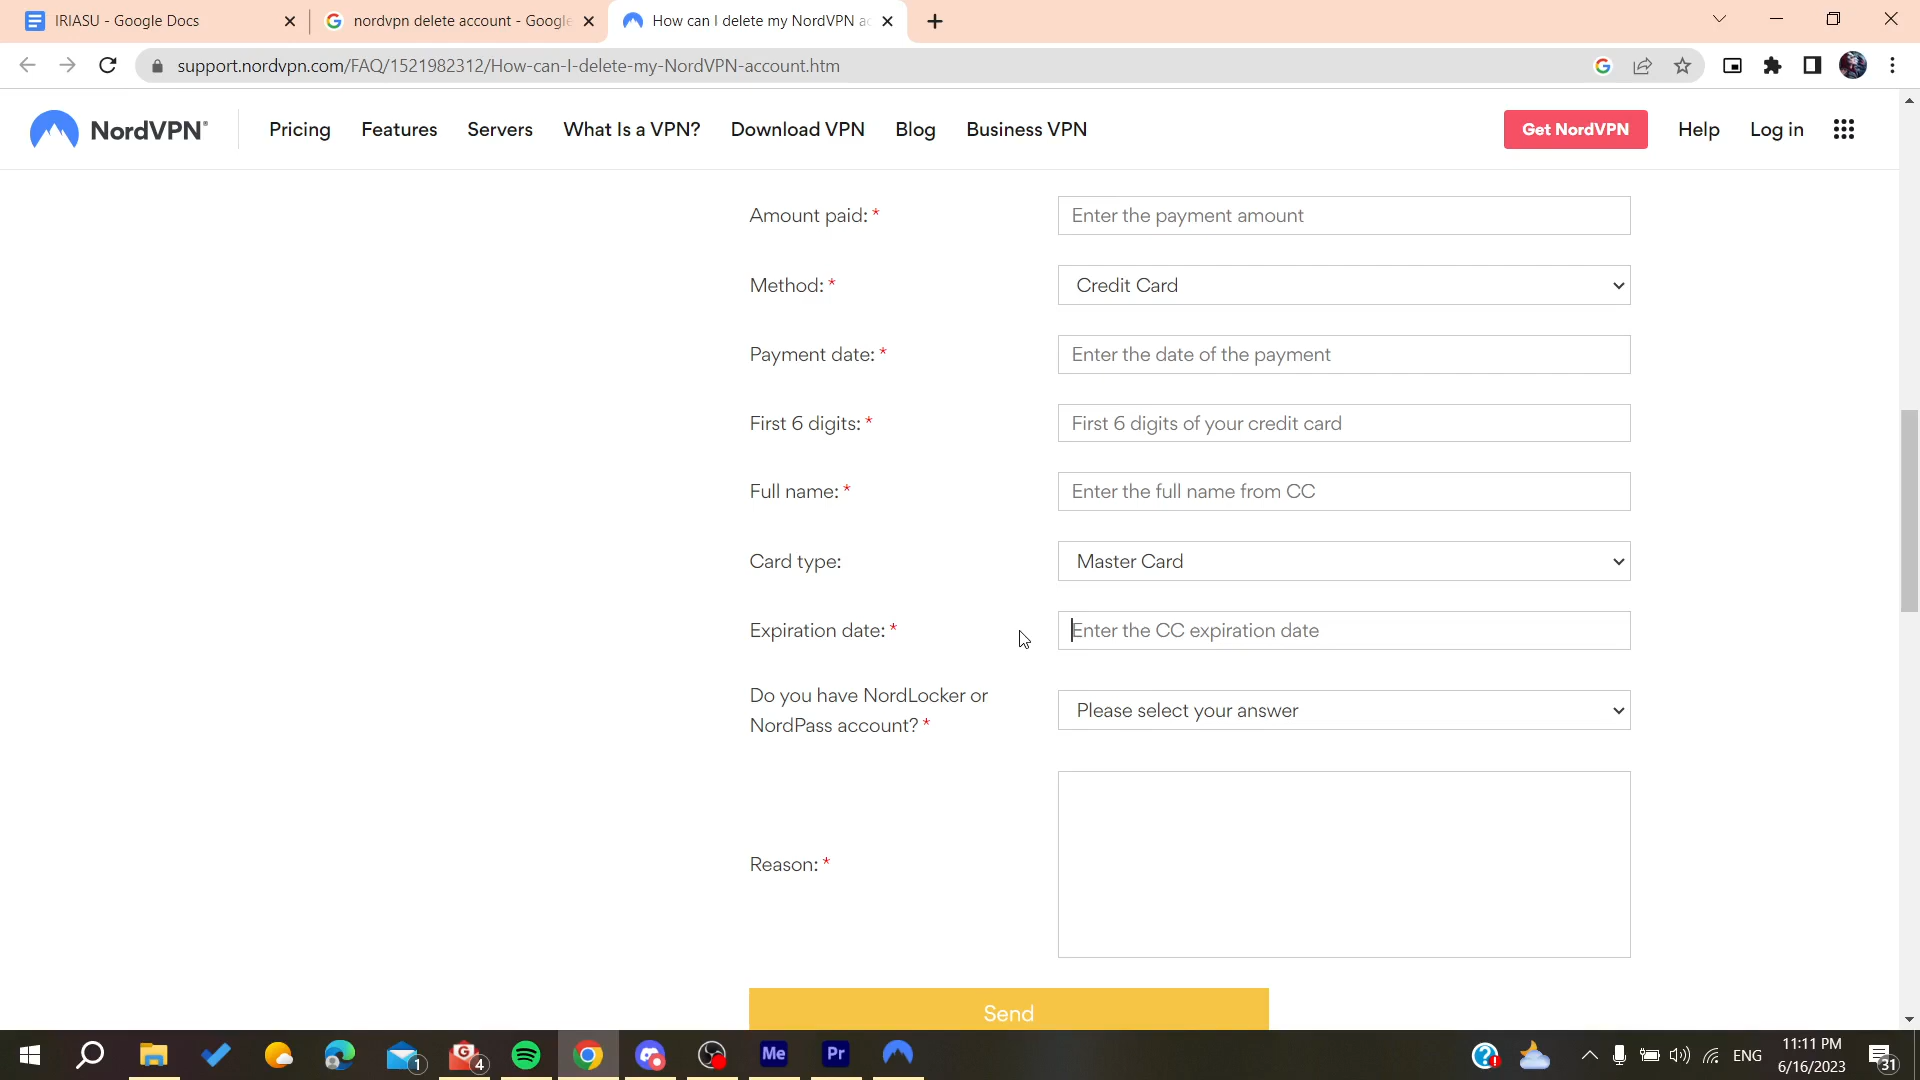 IRIASU - Google Docs
nordvpn delete account - Google
How can I delete my NordVPN ac
support.nordvpn.com/FAQ/1521982312/How-can-I-delete-my-NordVPN-account.htm
NordVPN®
Pricing
Features
Servers
What Is a VPN?
Download VPN
Blog
Business VPN
Get NordVPN
Help
Log in
Amount paid: *
Enter the payment amount
Method: *
Credit Card
Payment date: *
Enter the date of the payment
First 6 digits: *
First 6 digits of your credit card
Full name: *
Enter the full name from CC
Card type:
Master Card
Expiration date: *
Enter the CC expiration date
Do you have NordLocker or
NordPass account? *
Please select your answer
Reason: *
Send
1
4
Me
Pr
ENG
11:11 PM
6/16/2023
31